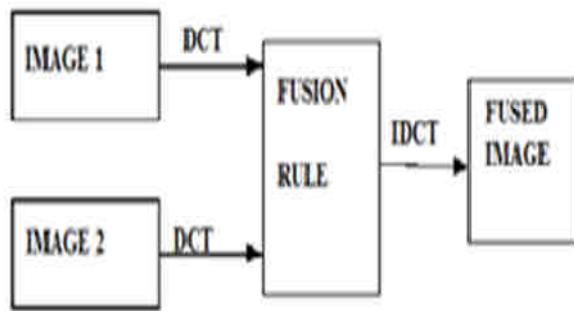 IMAGE 1
DCT
FUSION
RULE
IDCT
FUSED
IMAGE
IMAGE 2
DCT